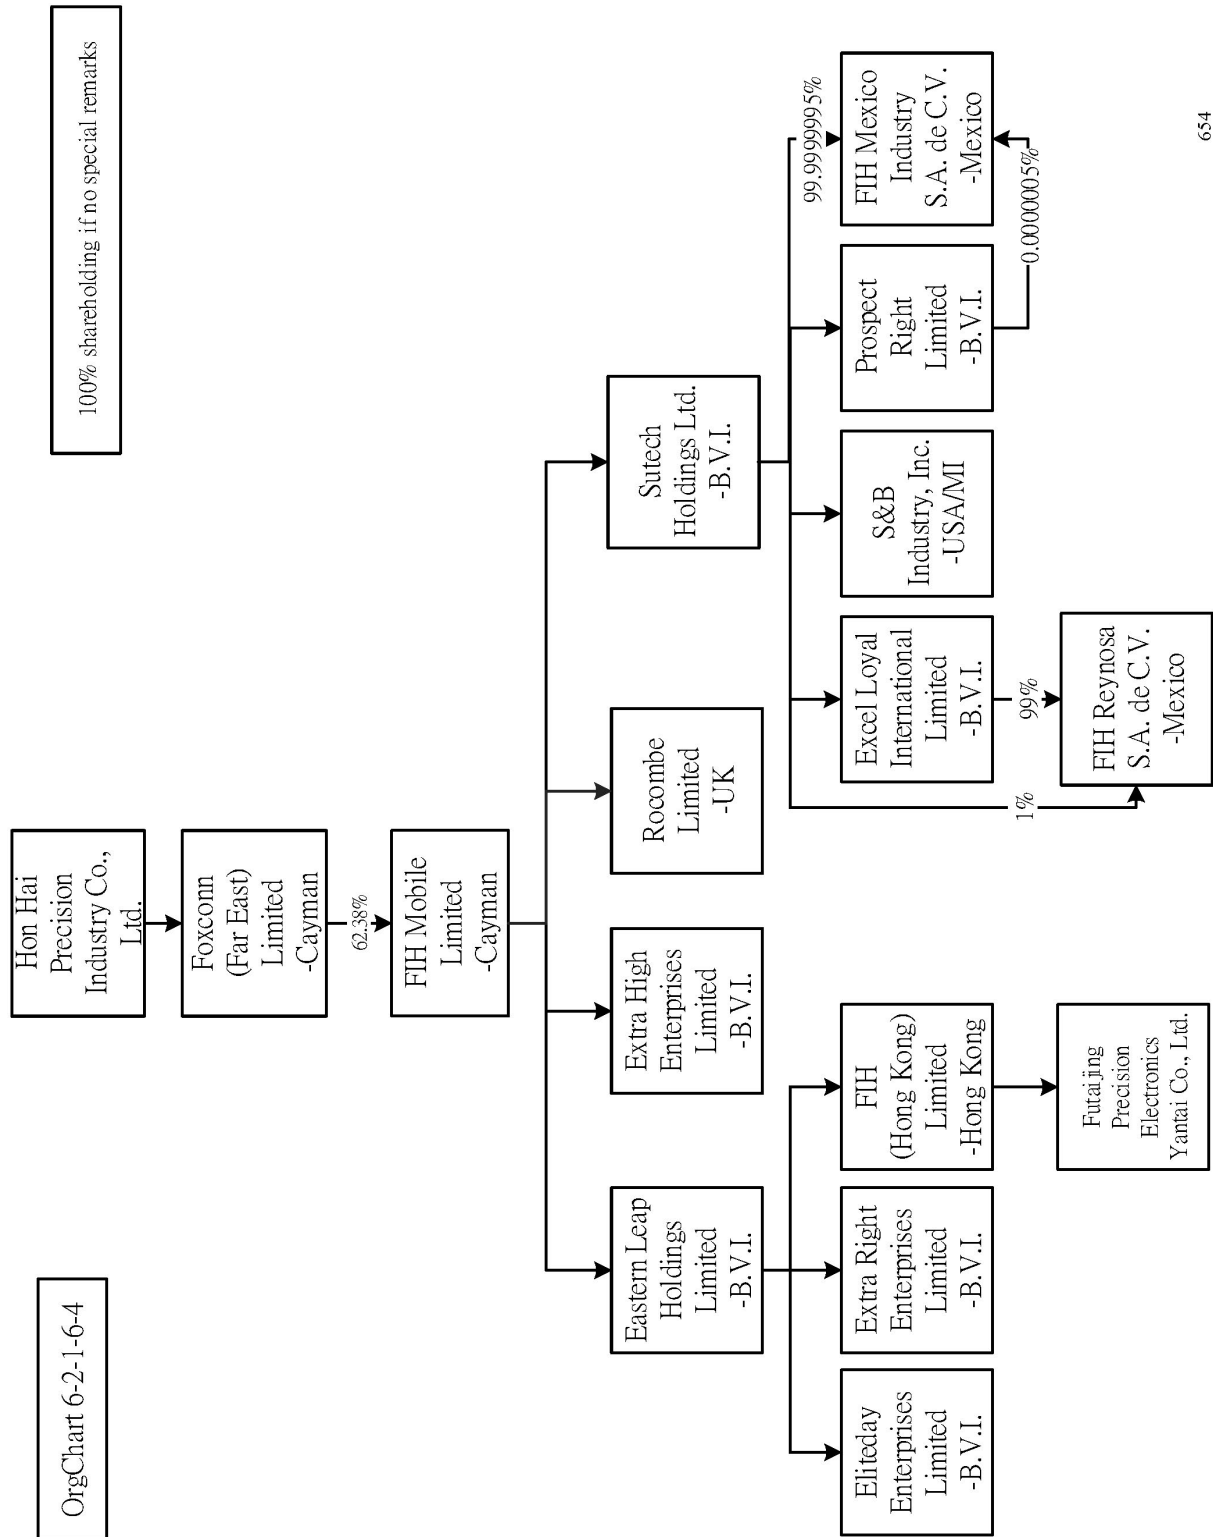 OrgChart 6-2-1-6-4
100% shareholding if no special remarks
Hon Hai
Precision
Industry Co.,
Ltd.
Foxconn
(Far East)
Limited
-Cayman
62.38%
FIH Mobile
Limited
-Cayman
Eastern Leap
Holdings
Limited
-B.V.I.
Extra High
Enterprises
Limited
-B.V.I.
Rocombe
Limited
-UK
Sutech
Holdings Ltd.
-B.V.I.
99.9999995%
Eliteday
Enterprises
Limited
-B.V.I.
Extra Right
Enterprises
Limited
-B.V.I.
FIH
(Hong Kong)
Limited
-Hong Kong
Excel Loyal
International
Limited
-B.V.I.
S&B
Industry, Inc.
-USA/MI
Prospect
Right
Limited
-B.V.I.
FIH Mexico
Industry
S.A. de C.V.
-Mexico
1%
99%
0.0000005%
Futaijing
Precision
Electronics
Yantai Co., Ltd.
FIH Reynosa
S.A. de C.V.
-Mexico
654